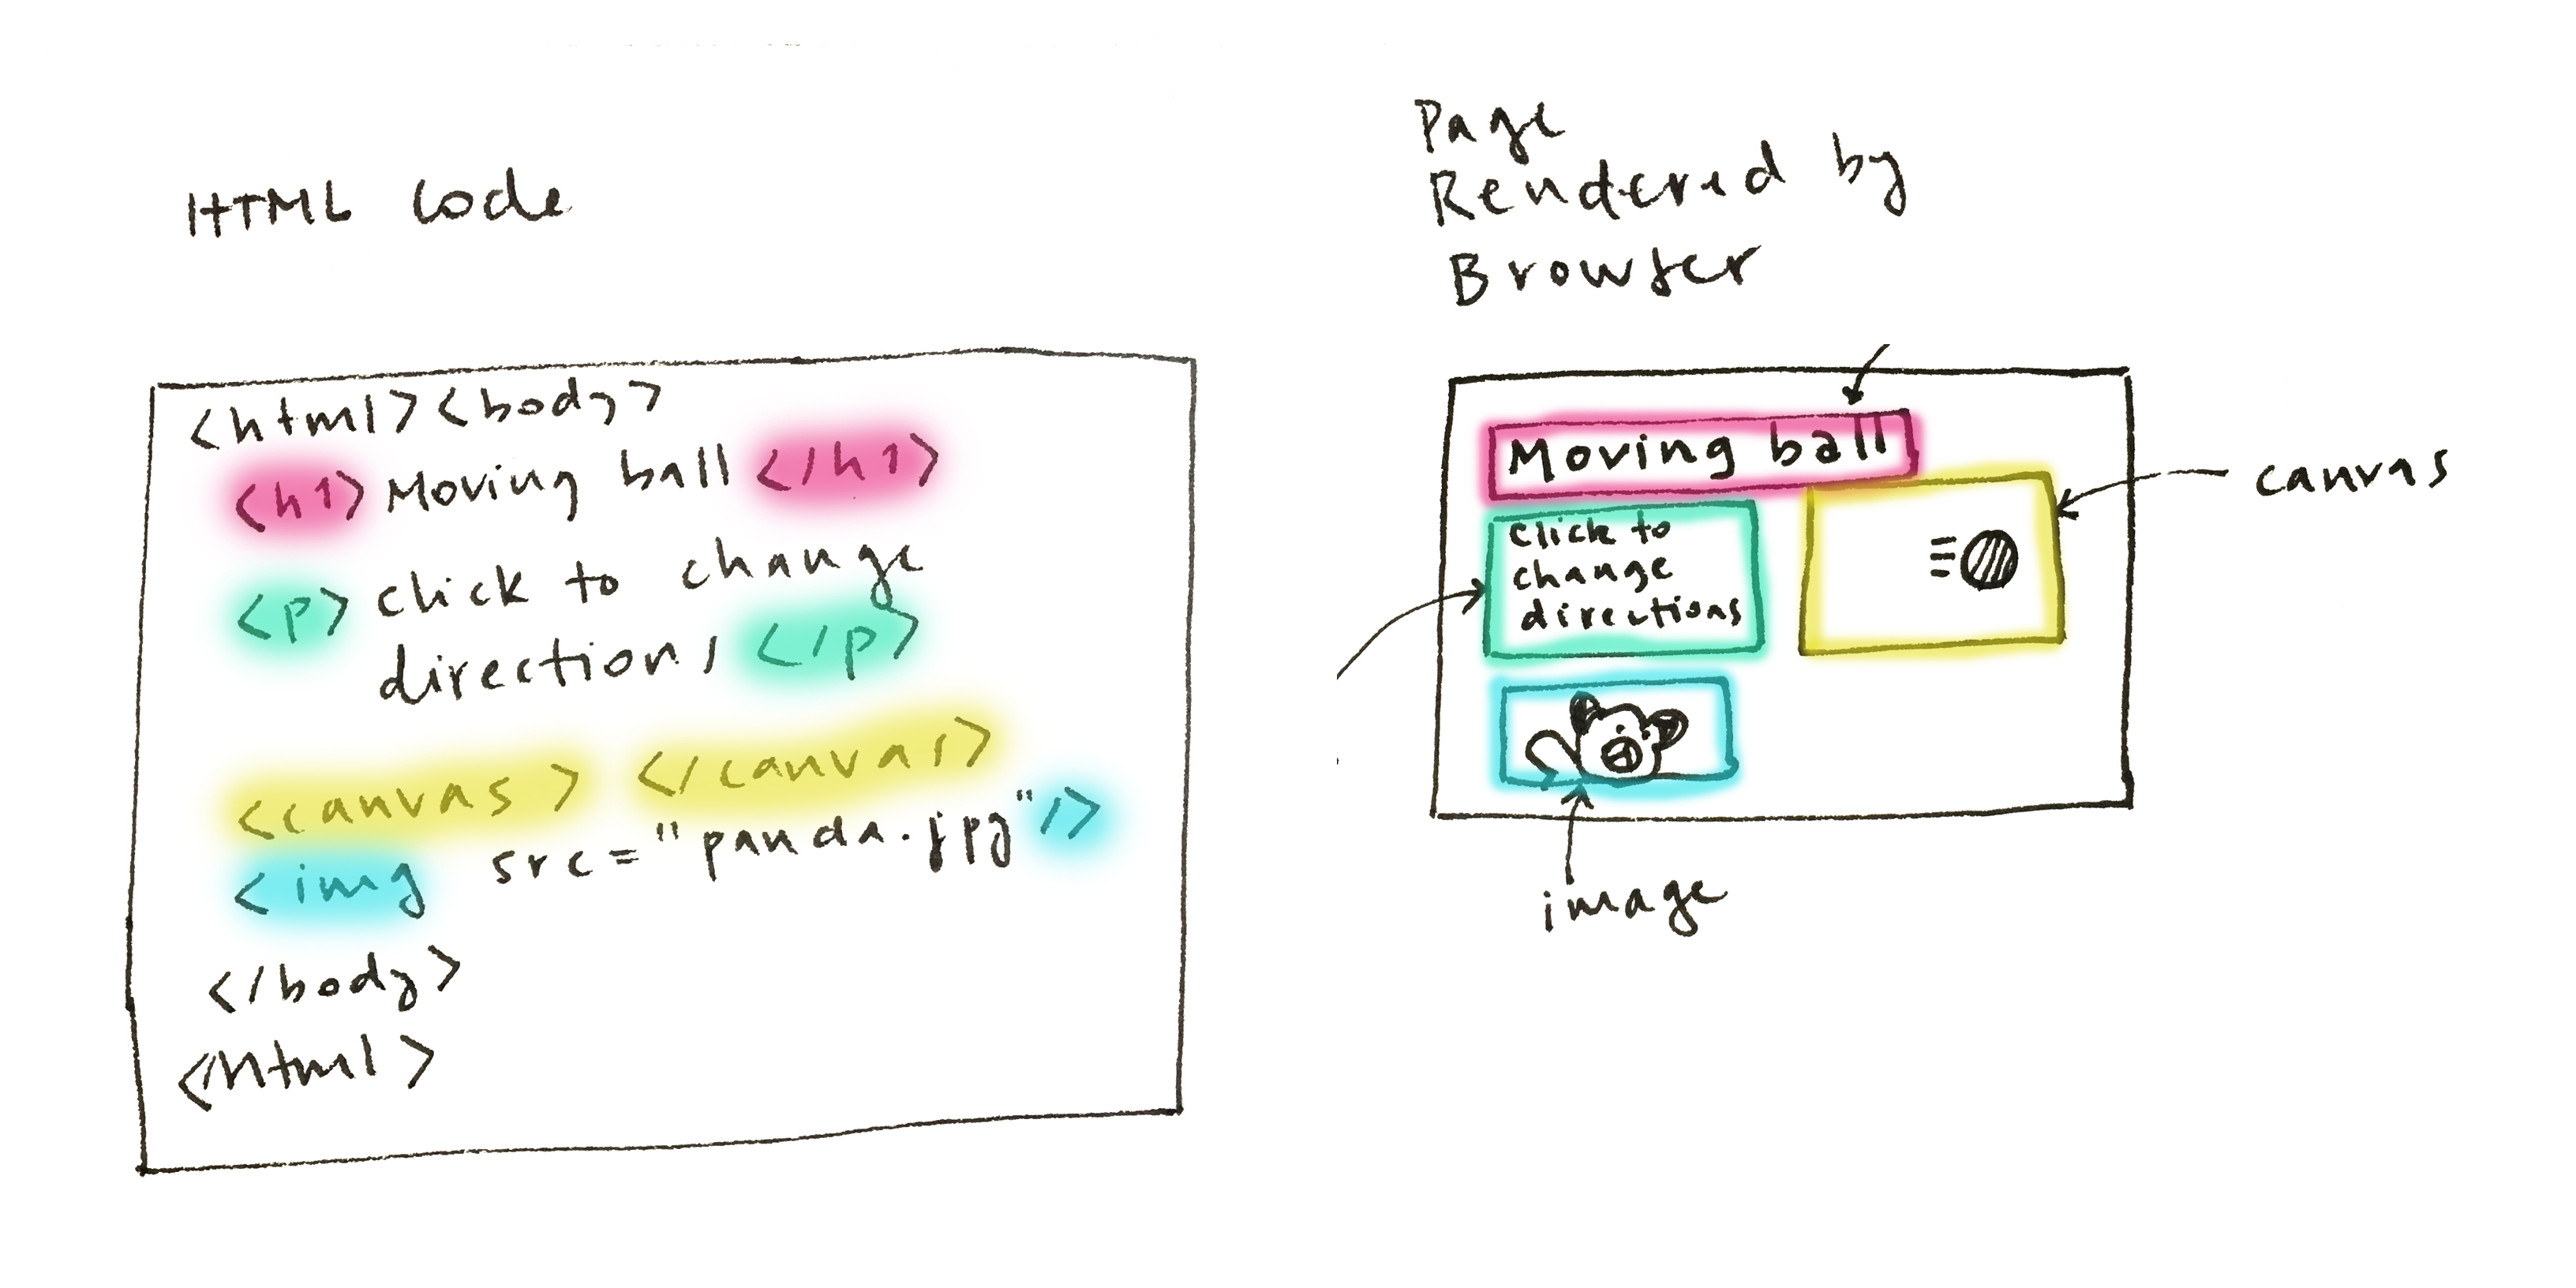 HTML code
<html><body>
<h1> Moving ball </h1>
<p> click to change
directions </p>
<canvas> </canvas>
<img src="panda.jpg"/>
</body>
</html>
Page
Rendered by
Browser
Moving ball
click to
change
directions
canvas
image